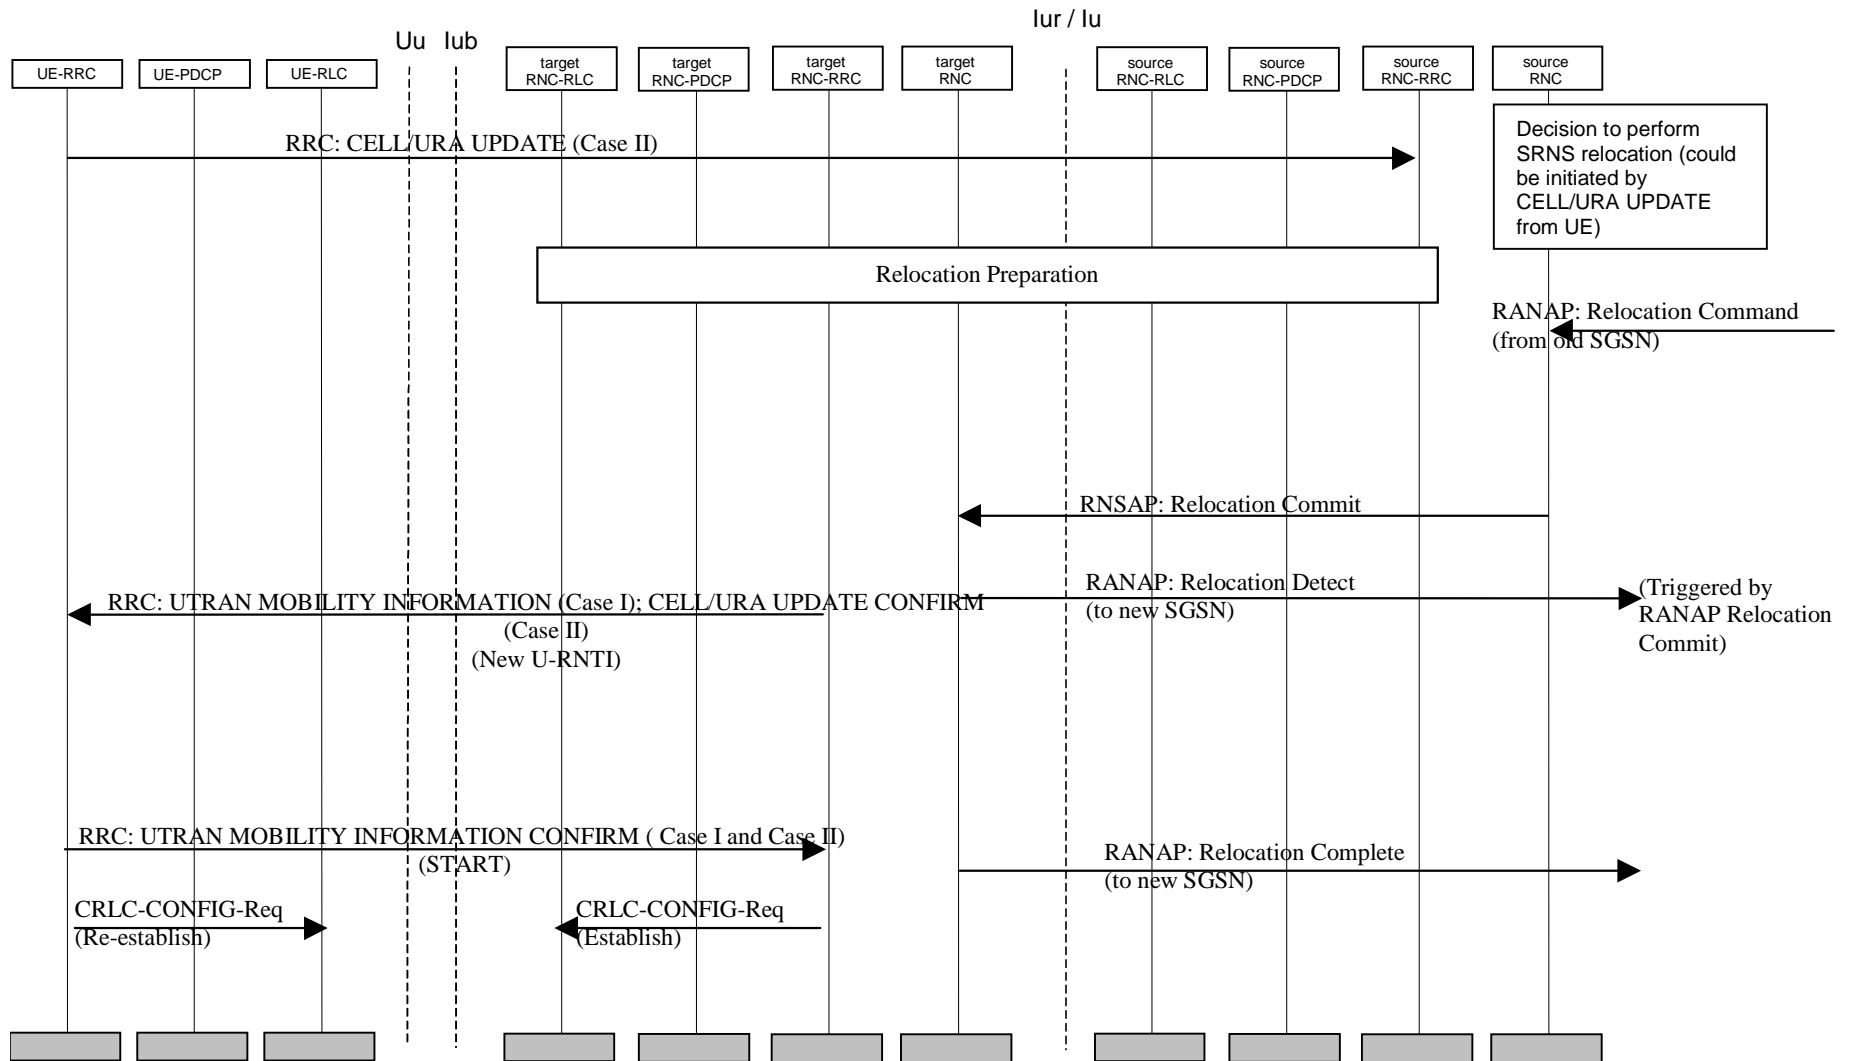 Iur / Iu
Uu Iub
UE-RRC
UE-PDCP
UE-RLC
target
RNC-RLC
target
RNC-PDCP
target
RNC-RRC
target
RNC
source
RNC-RLC
source
RNC-PDCP
source
RNC-RRC
source
RNC
RRC: CELL/URA UPDATE (Case II)
Decision to perform
SRNS relocation (could
be initiated by
CELL/URA UPDATE
from UE)
Relocation Preparation
RANAP: Relocation Command
(from old SGSN)
RNSAP: Relocation Commit
RANAP: Relocation Detect
(to new SGSN)
(Triggered by
RANAP Relocation
Commit)
RRC: UTRAN MOBILITY INFORMATION (Case I); CELL/URA UPDATE CONFIRM
(Case II)
(New U-RNTI)
RRC: UTRAN MOBILITY INFORMATION CONFIRM ( Case I and Case II)
(START)
RANAP: Relocation Complete
(to new SGSN)
CRLC-CONFIG-Req
(Re-establish)
CRLC-CONFIG-Req
(Establish)